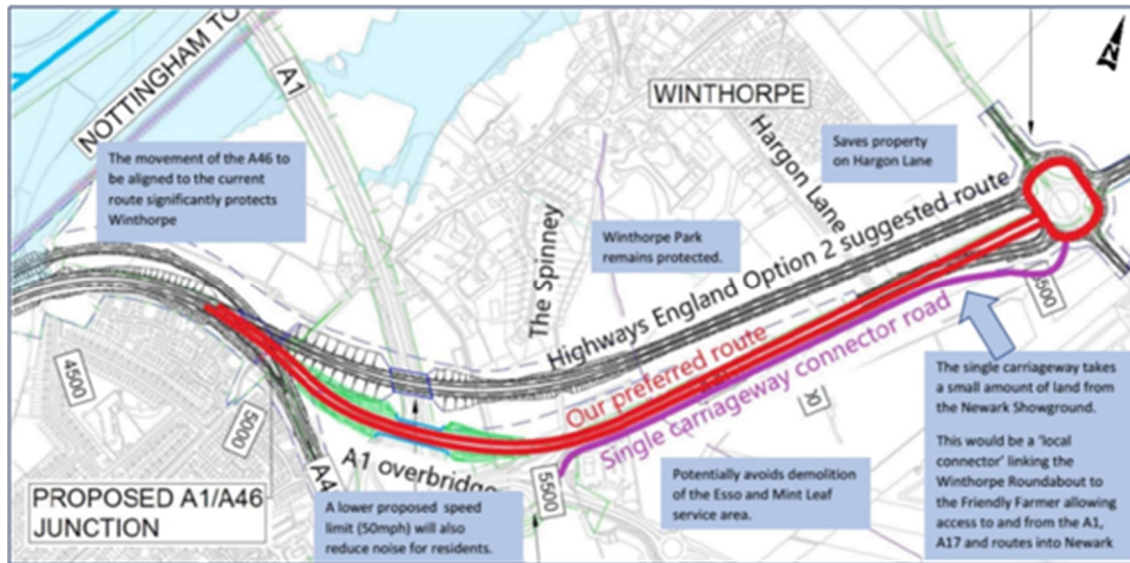 NOTTINGHAM TO
A1
WINTHORPE
Hargon Lane
Saves property
on Hargon Lane
The movement of the A46 to
be aligned to the current
route significantly protects
Winthorpe
The Spinney
Winthorpe Park
remains protected.
Highways England Option 2 suggested route
Our preferred route
Single carriageway connector road
4500
5000
5500
A1 overbridge
PROPOSED A1/A46
JUNCTION
A lower proposed speed
limit (50mph) will also
reduce noise for residents.
Potentially avoids demolition
of the Esso and Mint Leaf
service area.
The single carriageway takes
a small amount of land from
the Newark Showground.
This would be a 'local
connector' linking the
Winthorpe Roundabout to
the Friendly Farmer allowing
access to and from the A1,
A17 and routes into Newark